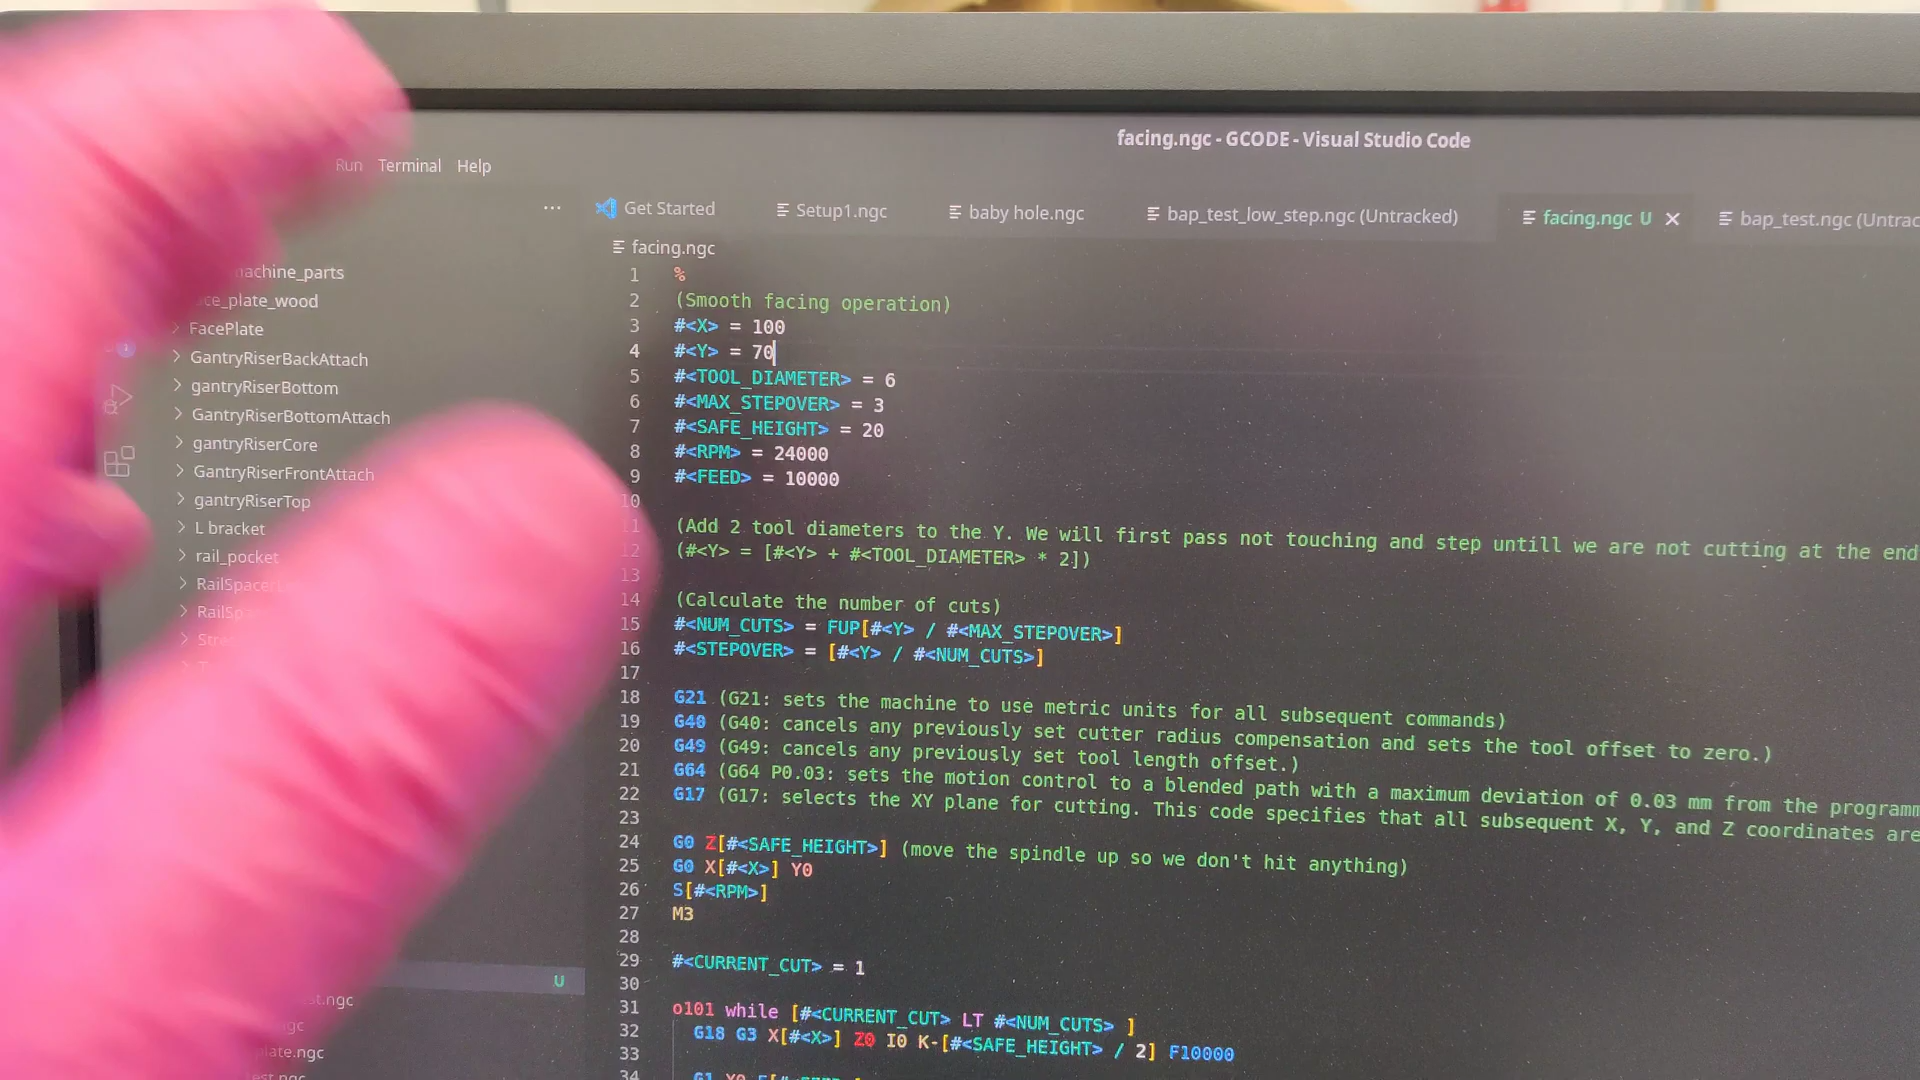 facing.ngc - GCODE - Visual Studio Code
Run Terminal Help
Get Started Setup1.ngc baby hole.ngc bap_test_low_step.ngc (Untracked) facing.ngc U bap_test.ngc
facing.ngc
machine_parts
face_plate_wood
FacePlate
GantryRiserBackAttach
gantryRiserBottom
GantryRiserBottomAttach
gantryRiserCore
GantryRiserFrontAttach
gantryRiserTop
L bracket
rail_pocket
U
1 %
2 (Smooth facing operation)
3 #<X> = 100
4 #<Y> = 70
5 #<TOOL_DIAMETER> = 6
6 #<MAX_STEPOVER> = 3
7 #<SAFE_HEIGHT> = 20
8 #<RPM> = 24000
9 #<FEED> = 10000
10
11 (Add 2 tool diameters to the Y. We will first pass not touching and step untill we are not cutting at the end
12 (#<Y> = [#<Y> + #<TOOL_DIAMETER> * 2])
13
14 (Calculate the number of cuts)
15 #<NUM_CUTS> = FUP[#<Y> / #<MAX_STEPOVER>]
16 #<STEPOVER> = [#<Y> / #<NUM_CUTS>]
17
18 G21 (G21: sets the machine to use metric units for all subsequent commands)
19 G40 (G40: cancels any previously set cutter radius compensation and sets the tool offset to zero.)
20 G49 (G49: cancels any previously set tool length offset.)
21 G64 (G64 P0.03: sets the motion control to a blended path with a maximum deviation of 0.03 mm from the
22 G17 (G17: selects the XY plane for cutting. This code specifies that all subsequent X, Y, and Z coordinates are
23
24 G0 Z[#<SAFE_HEIGHT>] (move the spindle up so we don't hit anything)
25 G0 X[#<X>] Y0
26 S[#<RPM>]
27 M3
28
29 #<CURRENT_CUT> = 1
30
31 o101 while [#<CURRENT_CUT> LT #<NUM_CUTS> ]
32 G18 G3 X[#<X>] Z0 I0 K-[#<SAFE_HEIGHT> / 2] F10000
33
34